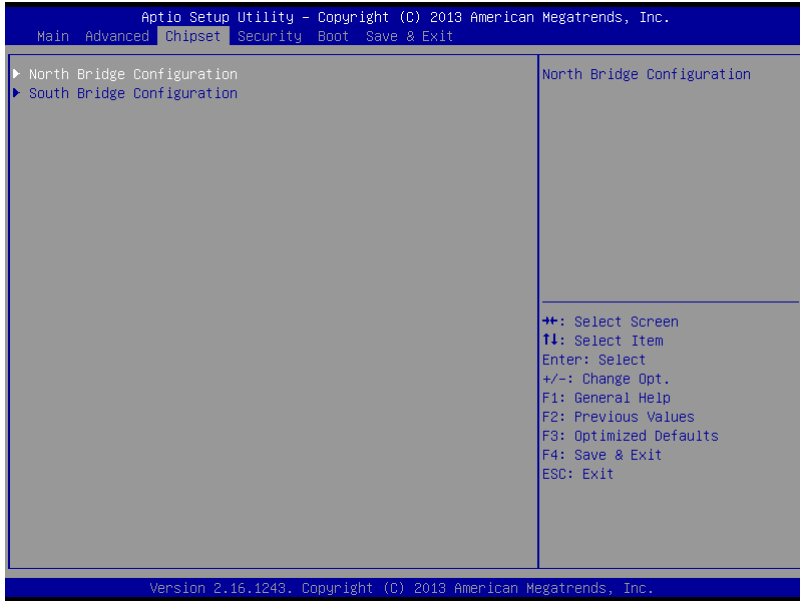 Aptio Setup Utility – Copyright (C) 2013 American Megatrends, Inc.
Main Advanced Chipset Security Boot Save & Exit
North Bridge Configuration
South Bridge Configuration
North Bridge Configuration
→←: Select Screen
↑↓: Select Item
Enter: Select
+/-: Change Opt.
F1: General Help
F2: Previous Values
F3: Optimized Defaults
F4: Save & Exit
ESC: Exit
Version 2.16.1243. Copyright (C) 2013 American Megatrends, Inc.